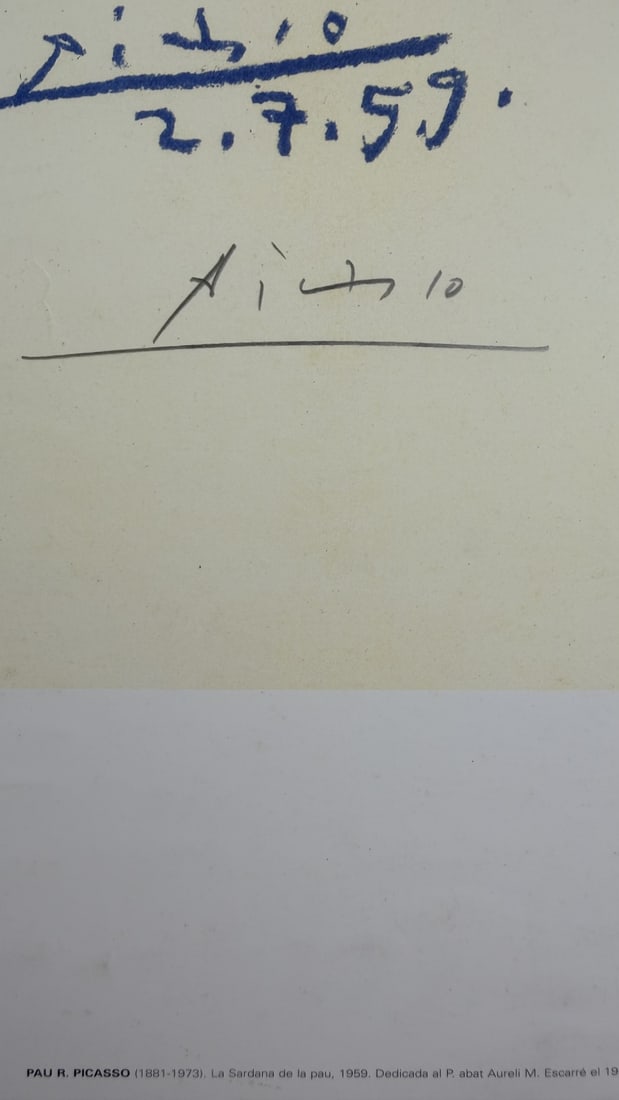 Picasso
2.7.59.
Picasso
PAU R. PICASSO (1881-1973). La Sardana de la pau, 1959. Dedicada al P. abat Aureli M. Escarré el 19